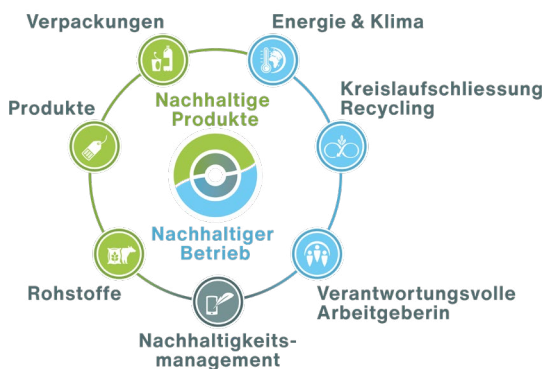 Verpackungen
Energie & Klima
Kreislaufschliessung
Recycling
Produkte
Nachhaltige
Produkte
Nachhaltiger
Betrieb
Rohstoffe
Verantwortungsvolle
Arbeitgeberin
Nachhaltigkeits-
management